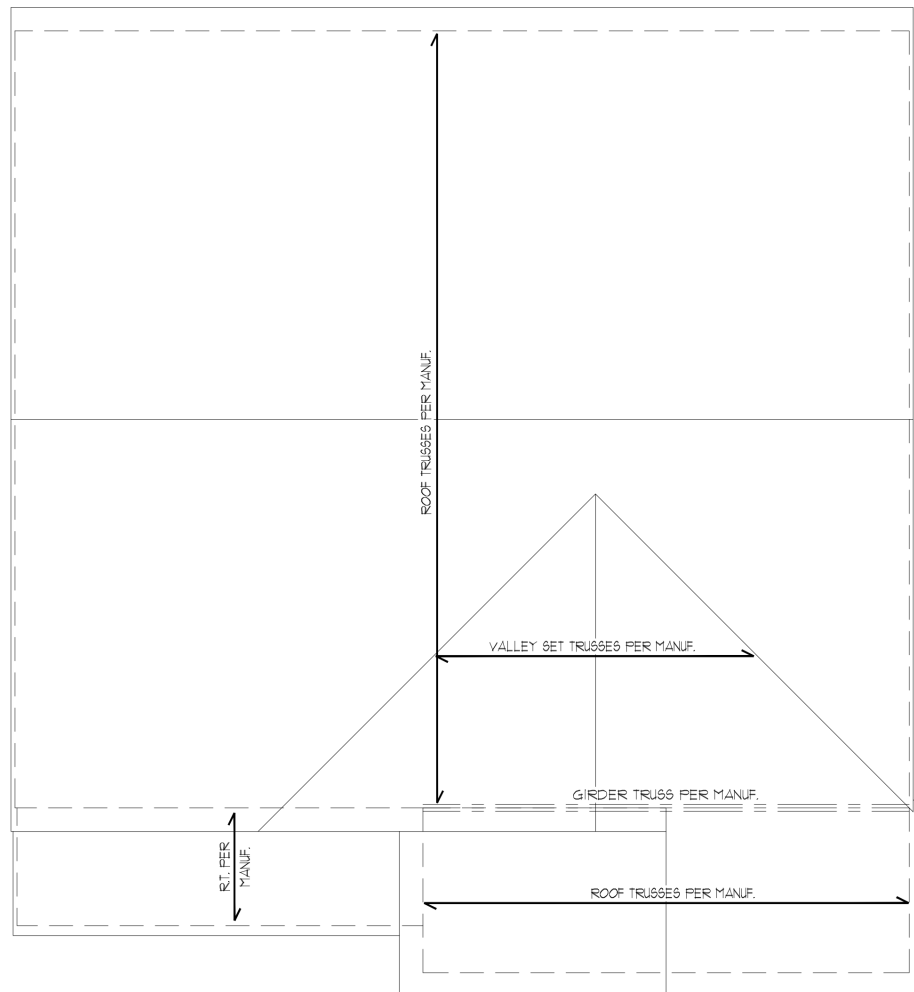 ROOF TRUSSES PER MANUF.
VALLEY SET TRUSSES PER MANUF.
GIRDER TRUSS PER MANUF.
R.T. PER
MANUF.
ROOF TRUSSES PER MANUF.